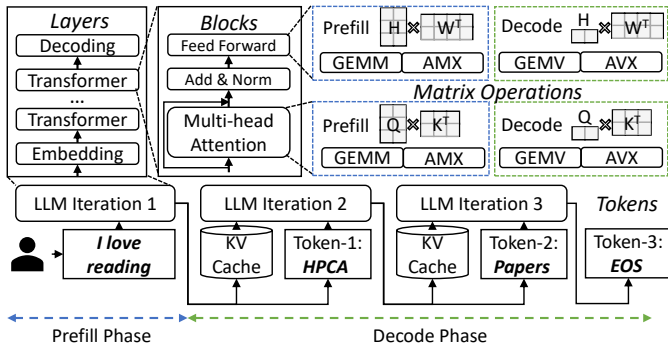 Layers
Decoding
Transformer
...
Transformer
Embedding
Blocks
Feed Forward
Add & Norm
Multi-head
Attention
Prefill H W^T
GEMM AMX
Decode H W^T
GEMV AVX
Matrix Operations
Prefill Q K^T
GEMM AMX
Decode Q K^T
GEMV AVX
LLM Iteration 1
LLM Iteration 2
LLM Iteration 3
Tokens
I love
reading
KV
Cache
Token-1:
HPCA
KV
Cache
Token-2:
Papers
Token-3:
EOS
Prefill Phase
Decode Phase